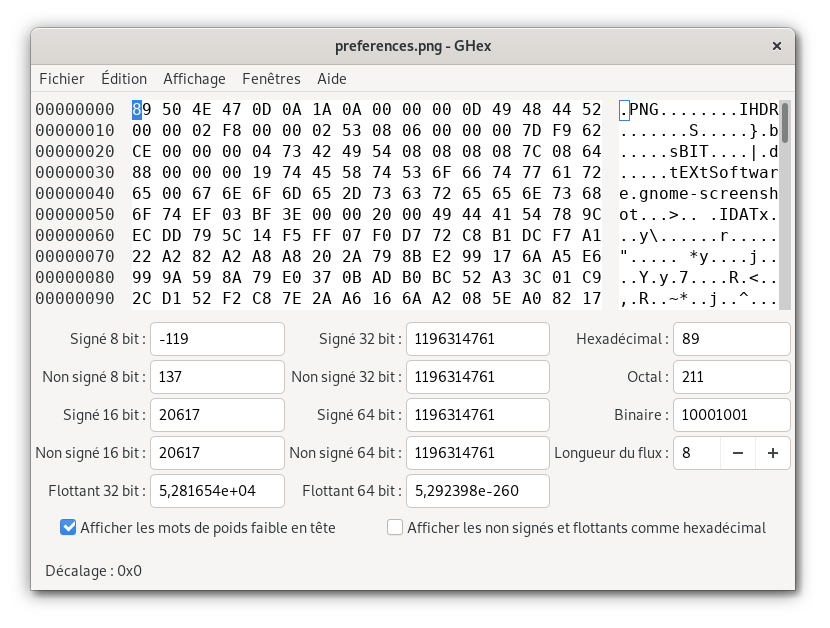 preferences.png - GHex
Fichier Édition Affichage Fenêtres Aide
00000000 89 50 4E 47 0D 0A 1A 0A 00 00 00 0D 49 48 44 52 .PNG........IHDR
00000010 00 00 02 F8 00 00 02 53 08 06 00 00 00 7D F9 62 .......S.....}.b
00000020 CE 00 00 00 04 73 42 49 54 08 08 08 08 7C 08 64 .....sBIT....|.d
00000030 88 00 00 00 19 74 45 58 74 53 6F 66 74 77 61 72 .....tEXtSoftwar
00000040 65 00 67 6E 6F 6D 65 2D 73 63 72 65 65 6E 73 68 e.gnome-screensh
00000050 6F 74 EF 03 BF 3E 00 00 20 00 49 44 41 54 78 9C ot...>.. .IDATx.
00000060 EC DD 79 5C 14 F5 FF 07 F0 D7 72 C8 B1 DC F7 A1 ..y\......r.....
00000070 22 A2 82 A2 A8 A8 20 2A 79 8B E2 99 17 6A A5 E6 "..... *y....j..
00000080 99 9A 59 8A 79 E0 37 0B AD B0 BC 52 A3 3C 01 C9 ..Y.y.7....R.<..
00000090 2C D1 52 F2 C8 7E 2A A6 16 6A A2 08 5E A0 82 17 ,.R..~*..j..^...
Signé 8 bit : -119 Signé 32 bit : 1196314761 Hexadécimal : 89
Non signé 8 bit : 137 Non signé 32 bit : 1196314761 Octal : 211
Signé 16 bit : 20617 Signé 64 bit : 1196314761 Binaire : 10001001
Non signé 16 bit : 20617 Non signé 64 bit : 1196314761 Longueur du flux : 8 − +
Flottant 32 bit : 5,281654e+04 Flottant 64 bit : 5,292398e-260
Afficher les mots de poids faible en tête Afficher les non signés et flottants comme hexadécimal
Décalage : 0x0